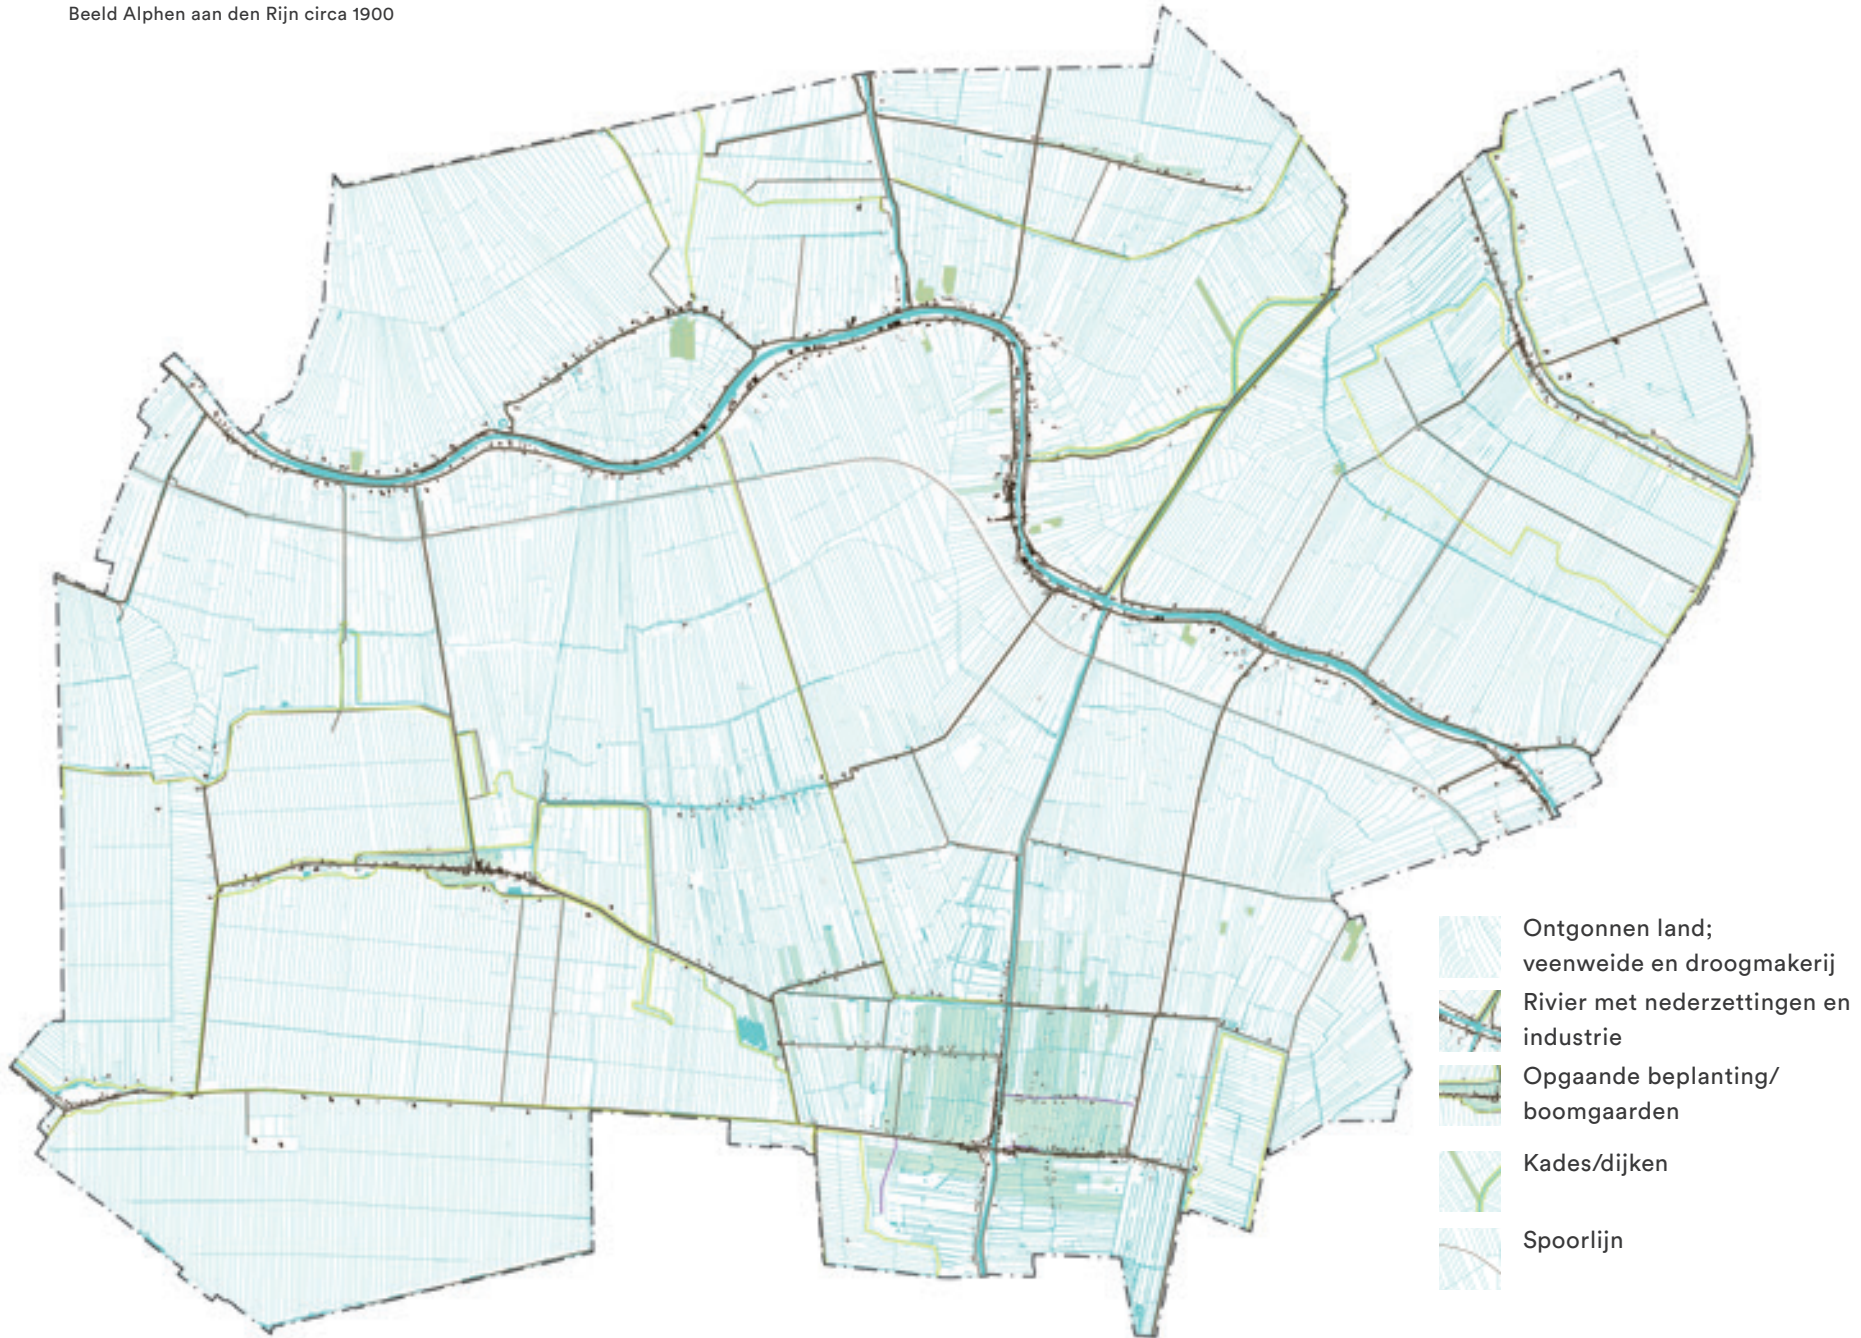 Beeld Alphen aan den Rijn circa 1900
Ontgonnen land;
veenweide en droogmakerij
Rivier met nederzettingen en
industrie
Opgaande beplanting/
boomgaarden
Kades/dijken
Spoorlijn